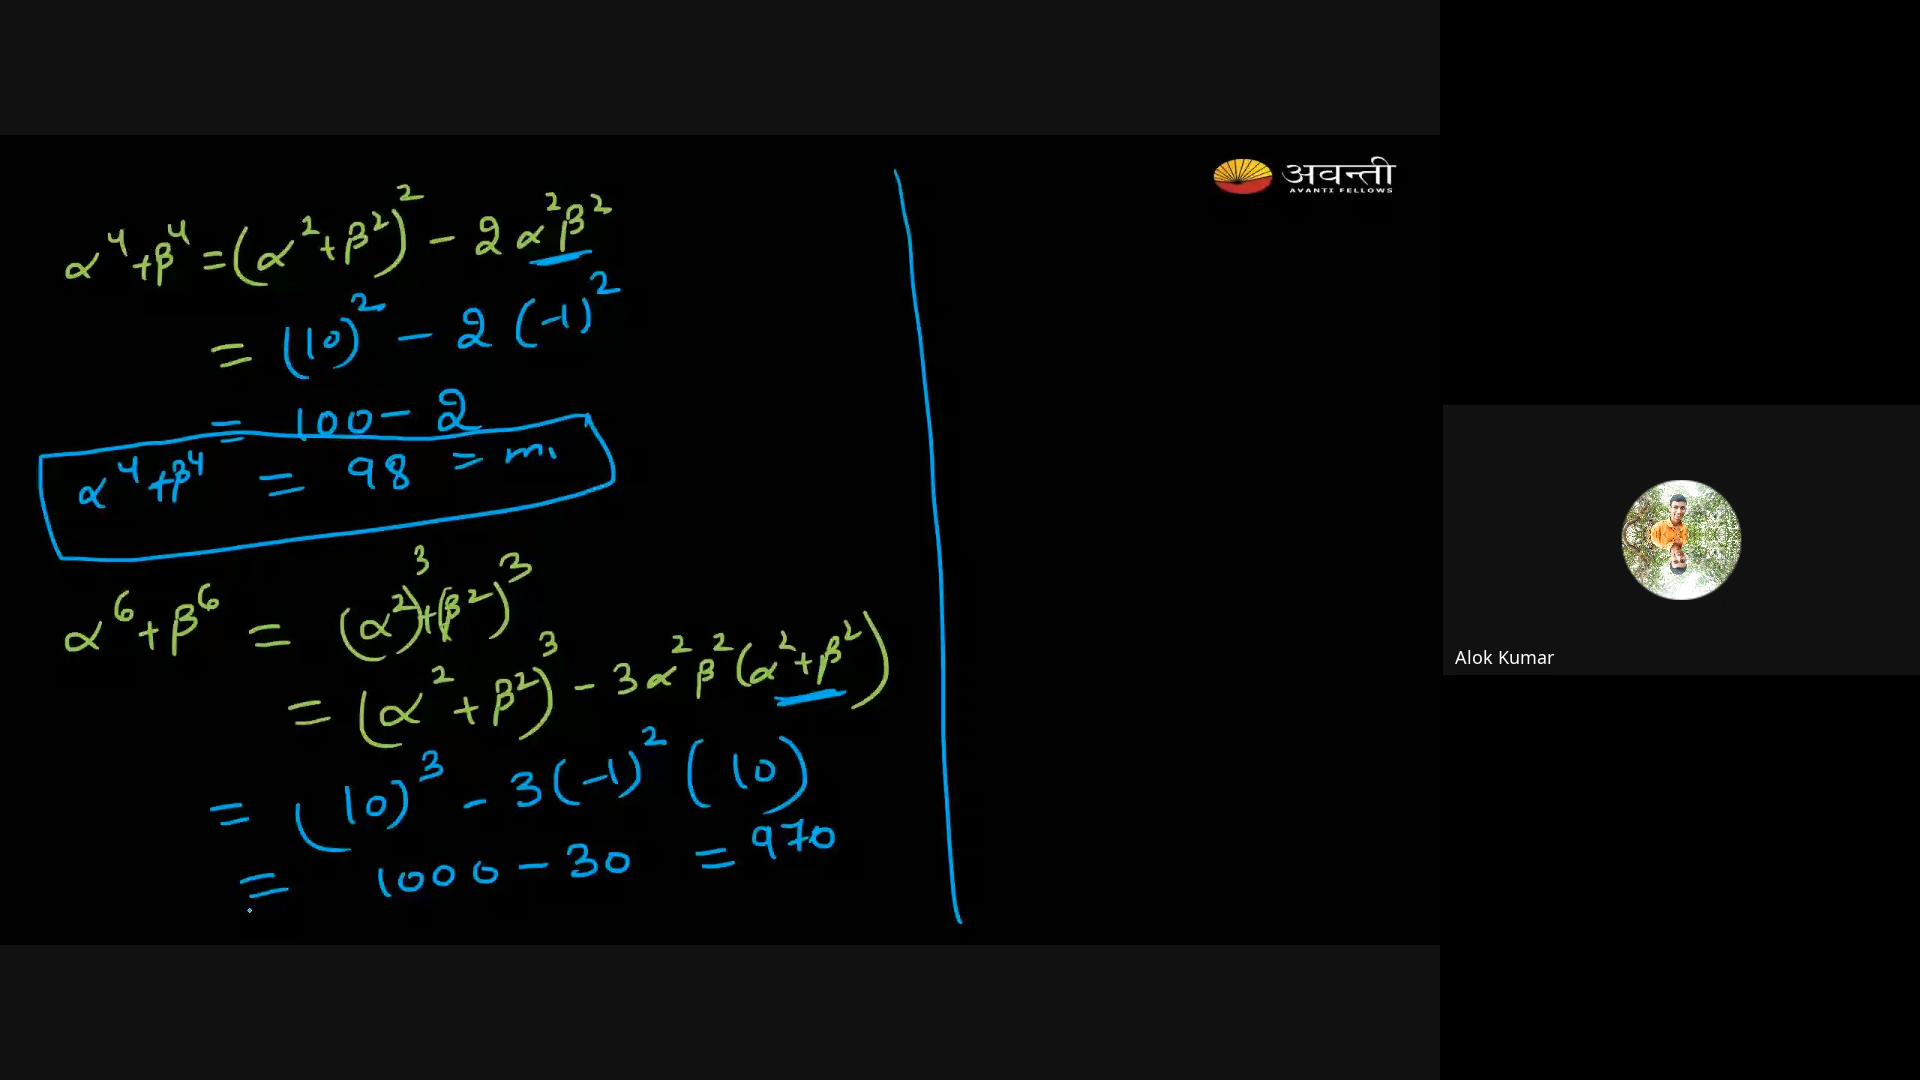 α⁴+β⁴ = (α²+β²)² - 2α²β²
= (10)² - 2(-1)²
= 100 - 2
α⁴+β⁴ = 98 = m₁
α⁶+β⁶ = (α²)³+(β²)³
= (α²+β²)³ - 3α²β²(α²+β²)
= (10)³ - 3(-1)²(10)
= 1000 - 30 = 970
अवन्ती
AVANTI FELLOWS
Alok Kumar